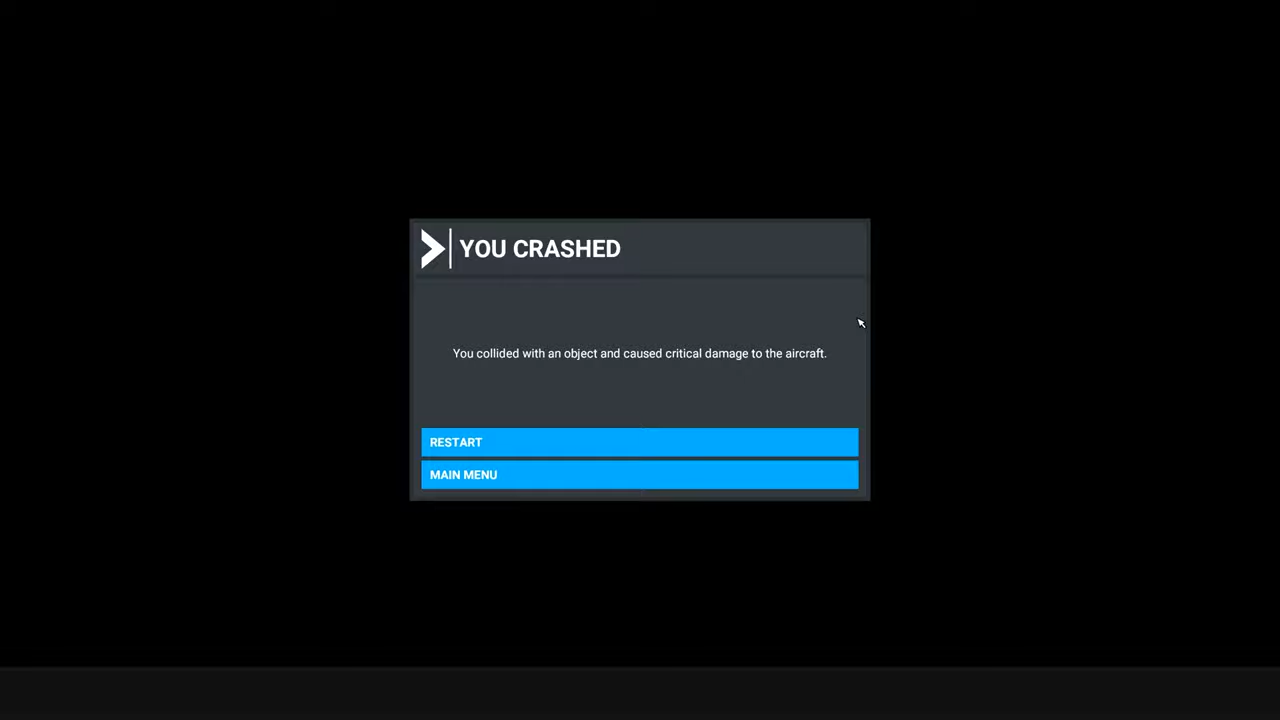 YOU CRASHED
You collided with an object and caused critical damage to the aircraft.
RESTART
MAIN MENU